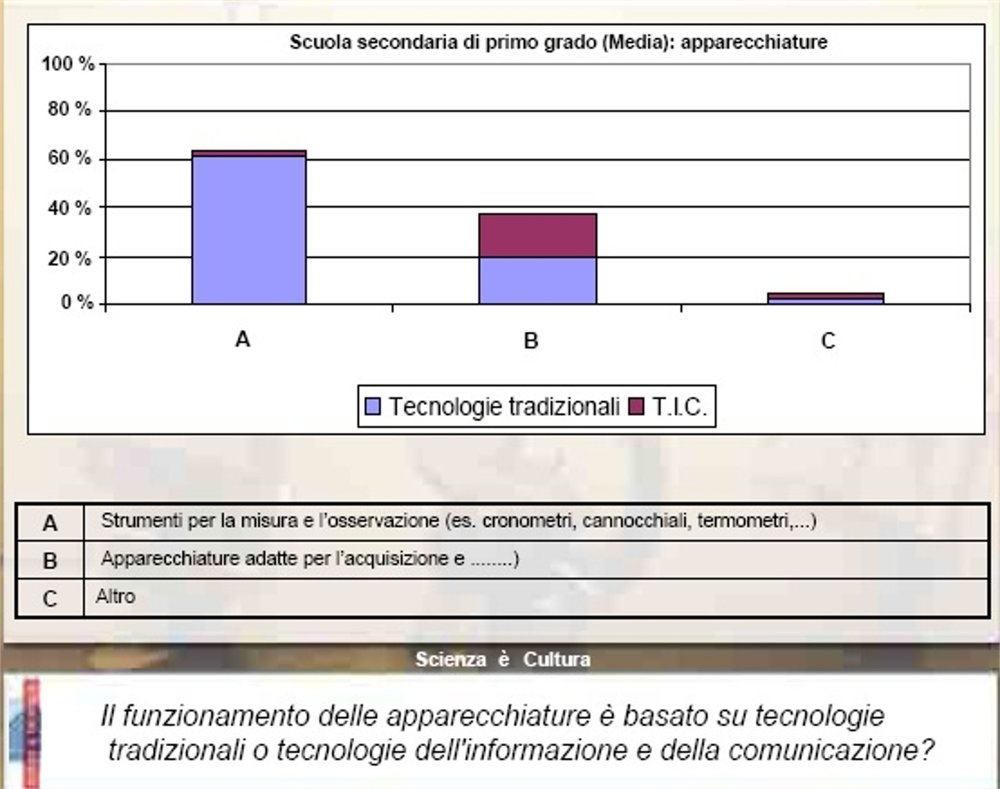 Scuola secondaria di primo grado (Media): apparecchiature
100 %
80 %
60 %
40 %
20 %
0 %
A
B
C
Tecnologie tradizionali T.I.C.
A Strumenti per la misura e l'osservazione (es. cronometri, cannocchiali, termometri,...)
B Apparecchiature adatte per l'acquisizione e ........)
C Altro
Scienza è Cultura
Il funzionamento delle apparecchiature è basato su tecnologie
tradizionali o tecnologie dell'informazione e della comunicazione?